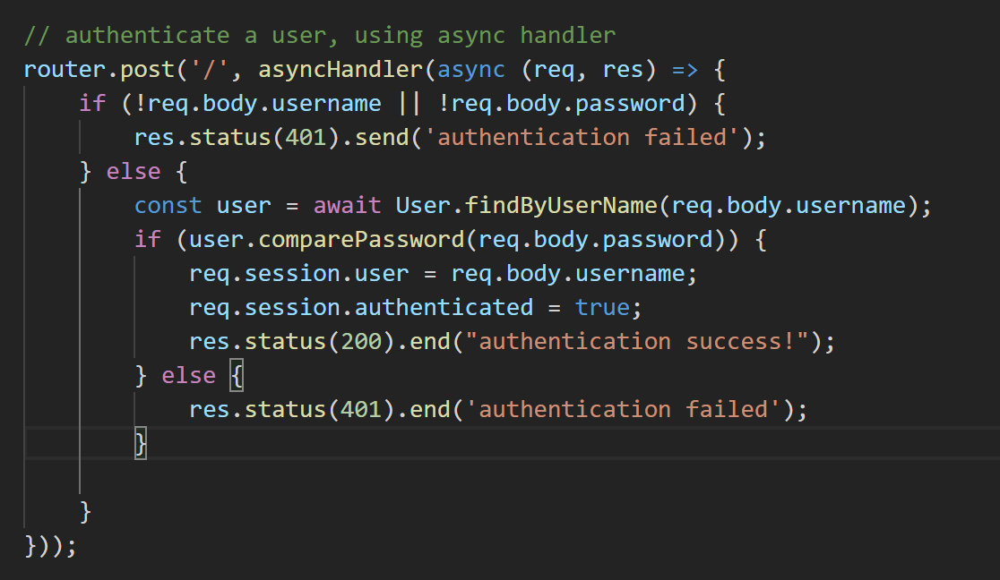 // authenticate a user, using async handler
router.post('/', asyncHandler(async (req, res) => {
    if (!req.body.username || !req.body.password) {
        res.status(401).send('authentication failed');
    } else {
        const user = await User.findByUserName(req.body.username);
        if (user.comparePassword(req.body.password)) {
            req.session.user = req.body.username;
            req.session.authenticated = true;
            res.status(200).end("authentication success!");
        } else {
            res.status(401).end('authentication failed');
        }
    }
}));